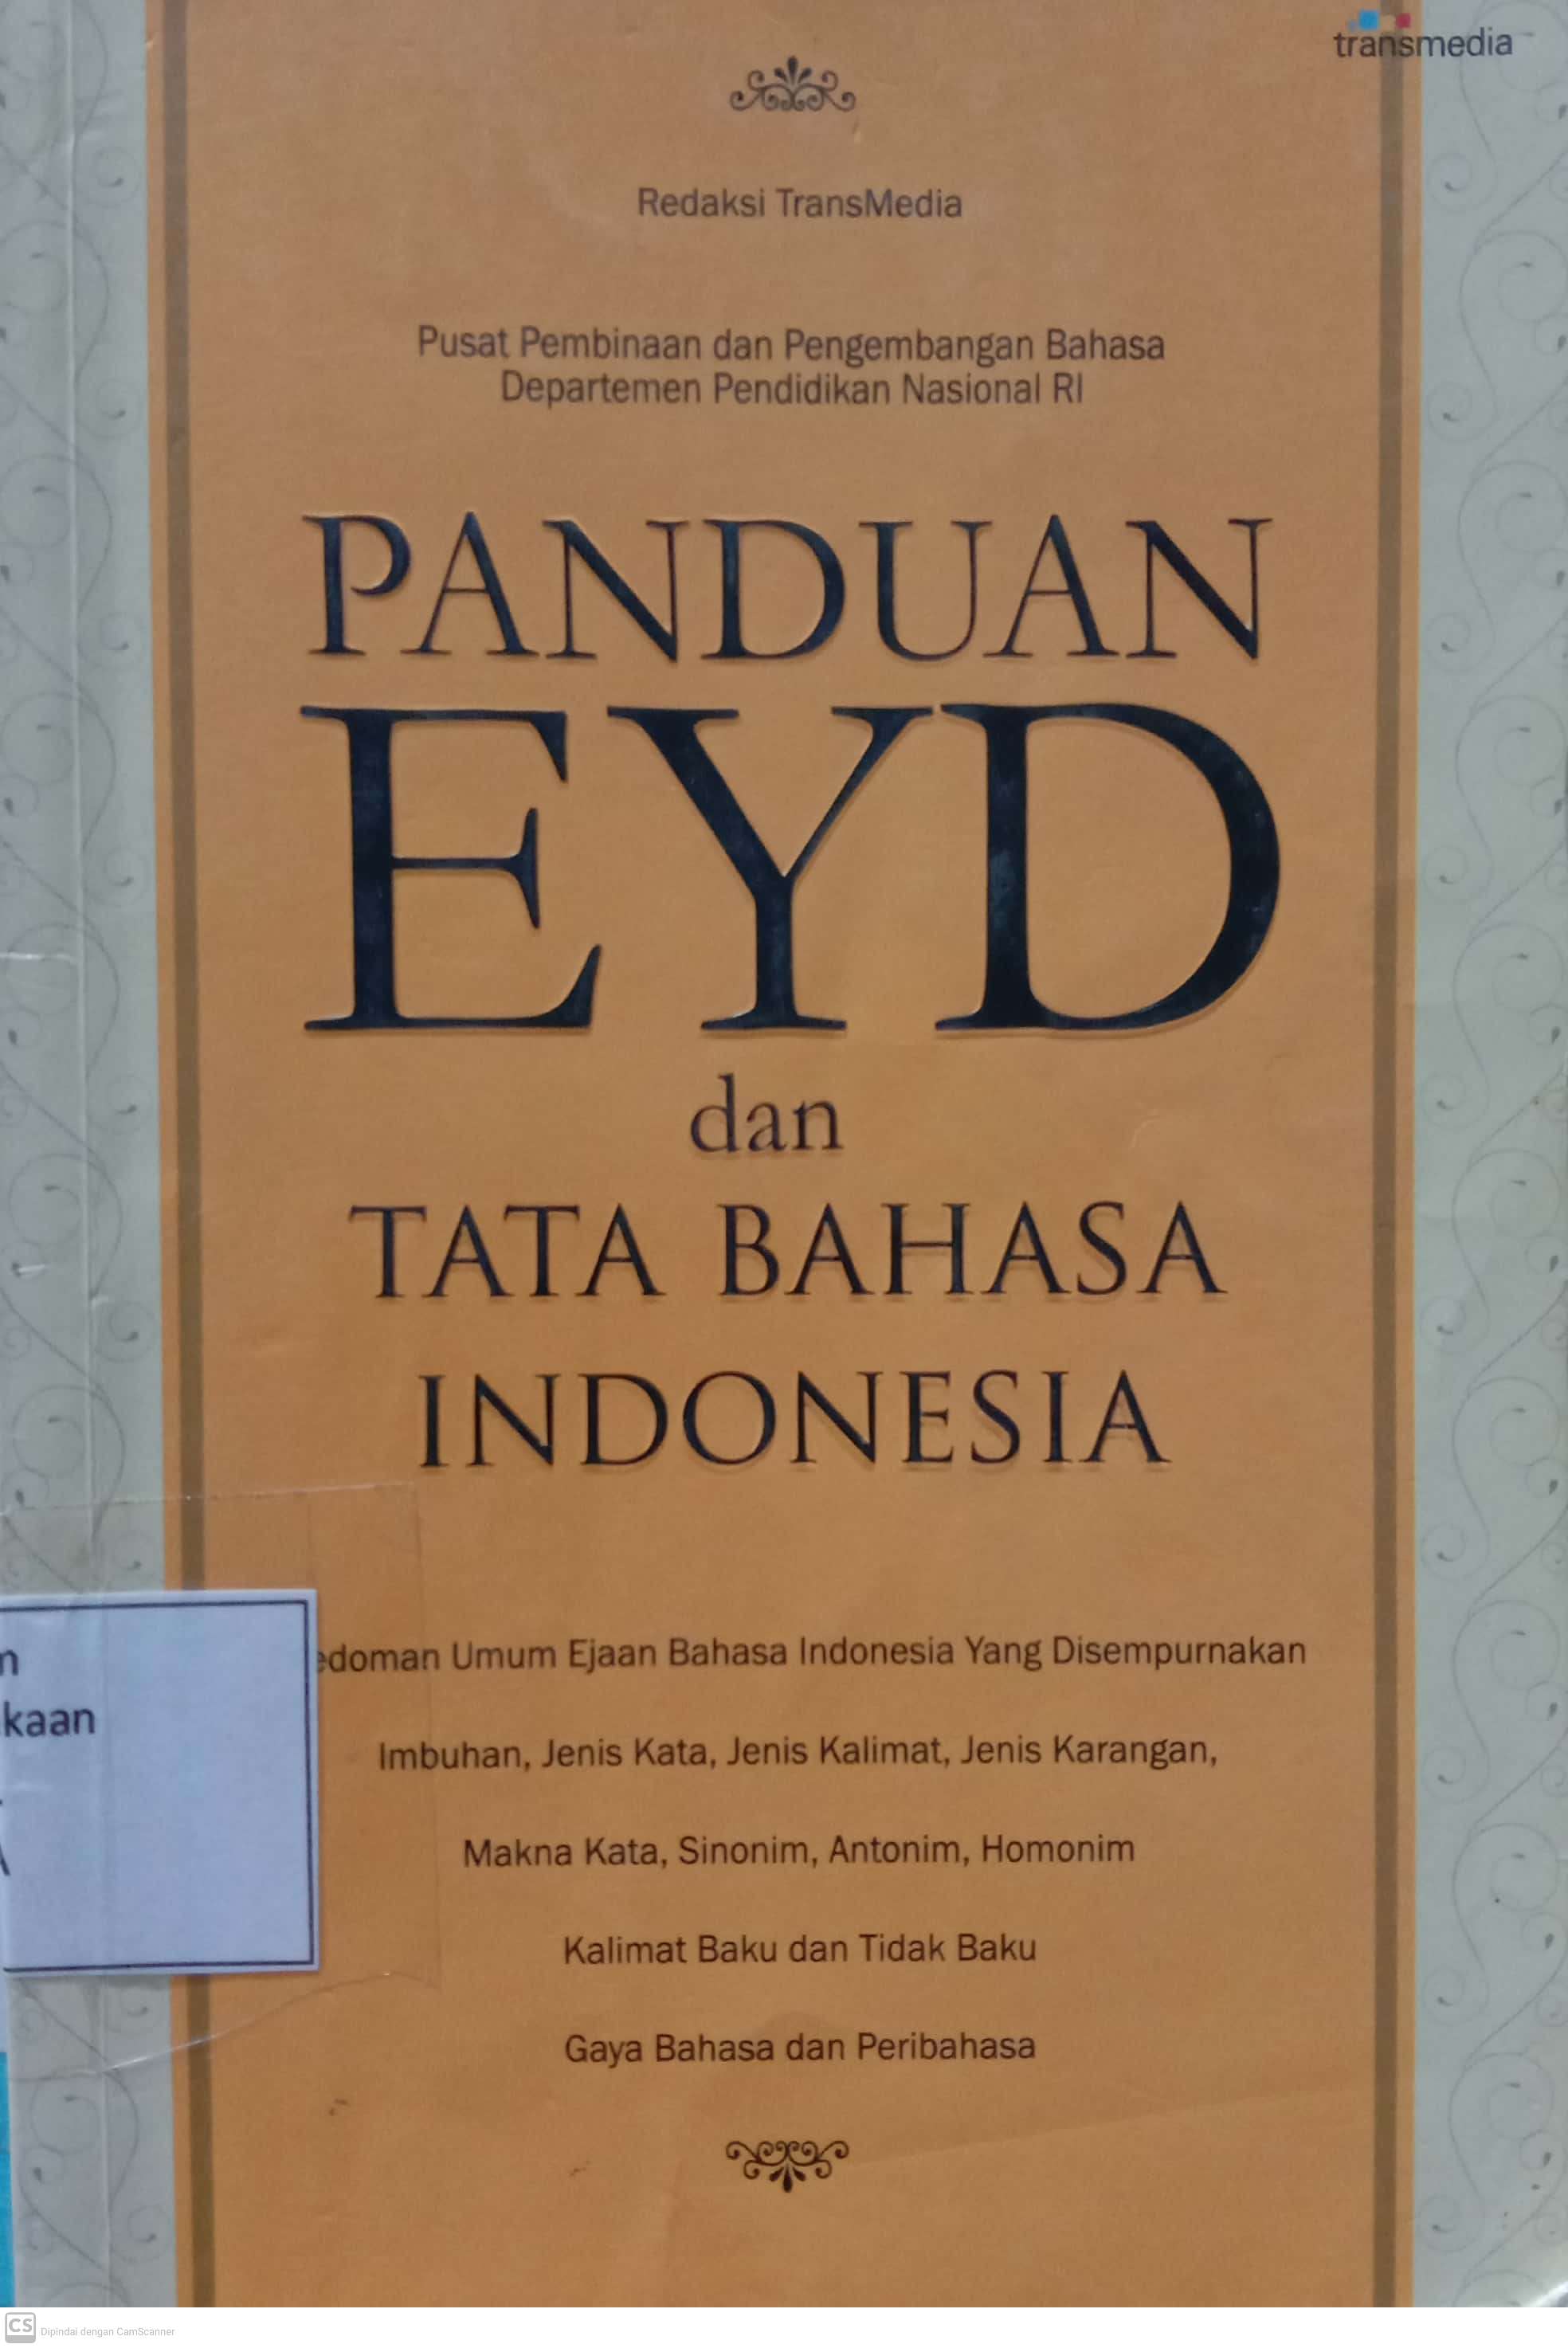 transmedia
Redaksi TransMedia
Pusat Pembinaan dan Pengembangan Bahasa
Departemen Pendidikan Nasional RI
PANDUAN
EYD
dan
TATA BAHASA
INDONESIA
edoman Umum Ejaan Bahasa Indonesia Yang Disempurnakan
kaan
Imbuhan, Jenis Kata, Jenis Kalimat, Jenis Karangan,
Makna Kata, Sinonim, Antonim, Homonim
Kalimat Baku dan Tidak Baku
Gaya Bahasa dan Peribahasa
CS Dipindai dengan CamScanner